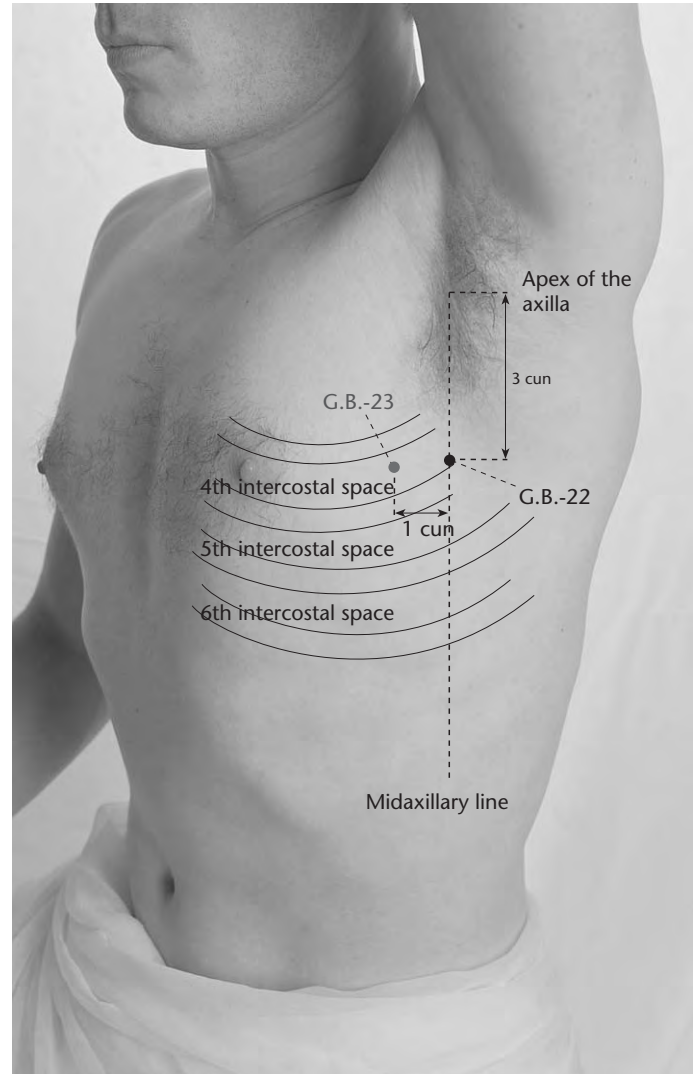 Apex of the
axilla
3 cun
G.B.-23
4th intercostal space
G.B.-22
1 cun
5th intercostal space
6th intercostal space
Midaxillary line